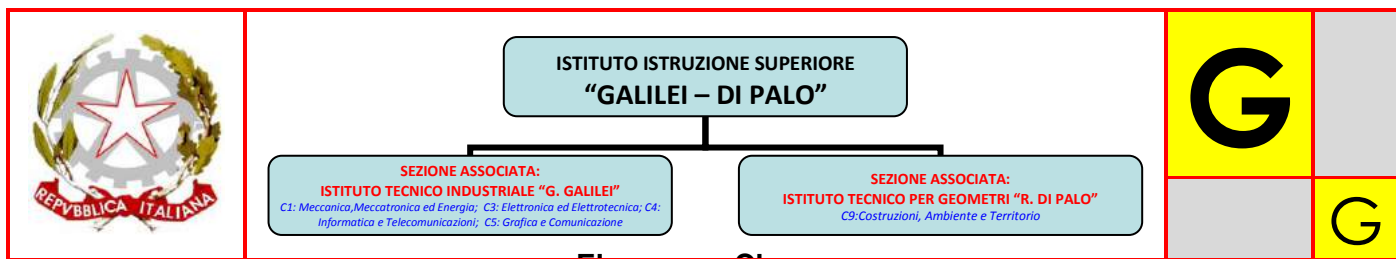 REPVBBLICA ITALIANA
ISTITUTO ISTRUZIONE SUPERIORE
“GALILEI – DI PALO”
SEZIONE ASSOCIATA:
ISTITUTO TECNICO INDUSTRIALE “G. GALILEI”
C1: Meccanica,Meccatronica ed Energia; C3: Elettronica ed Elettrotecnica; C4:
Informatica e Telecomunicazioni; C5: Grafica e Comunicazione
SEZIONE ASSOCIATA:
ISTITUTO TECNICO PER GEOMETRI “R. DI PALO”
C9:Costruzioni, Ambiente e Territorio
G
G